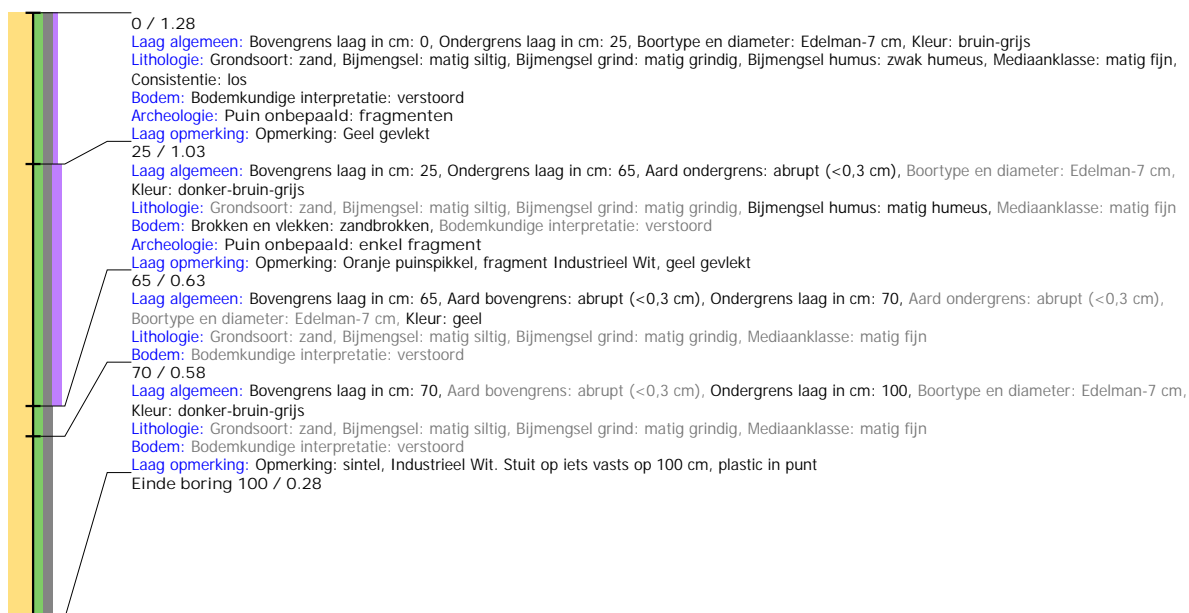 0 / 1.28
Laag algemeen: Bovengrens laag in cm: 0, Ondergrens laag in cm: 25, Boortype en diameter: Edelman-7 cm, Kleur: bruin-grijs
Lithologie: Grondsoort: zand, Bijmengsel: matig siltig, Bijmengsel grind: matig grindig, Bijmengsel humus: zwak humeus, Mediaanklasse: matig fijn,
Consistentie: los
Bodem: Bodemkundige interpretatie: verstoord
Archeologie: Puin onbepaald: fragmenten
Laag opmerking: Opmerking: Geel gevlekt
25 / 1.03
Laag algemeen: Bovengrens laag in cm: 25, Ondergrens laag in cm: 65, Aard ondergrens: abrupt (<0,3 cm), Boortype en diameter: Edelman-7 cm,
Kleur: donker-bruin-grijs
Lithologie: Grondsoort: zand, Bijmengsel: matig siltig, Bijmengsel grind: matig grindig, Bijmengsel humus: matig humeus, Mediaanklasse: matig fijn
Bodem: Brokken en vlekken: zandbrokken, Bodemkundige interpretatie: verstoord
Archeologie: Puin onbepaald: enkel fragment
Laag opmerking: Opmerking: Oranje puinspikkel, fragment Industrieel Wit, geel gevlekt
65 / 0.63
Laag algemeen: Bovengrens laag in cm: 65, Aard bovengrens: abrupt (<0,3 cm), Ondergrens laag in cm: 70, Aard ondergrens: abrupt (<0,3 cm),
Boortype en diameter: Edelman-7 cm, Kleur: geel
Lithologie: Grondsoort: zand, Bijmengsel: matig siltig, Bijmengsel grind: matig grindig, Mediaanklasse: matig fijn
Bodem: Bodemkundige interpretatie: verstoord
70 / 0.58
Laag algemeen: Bovengrens laag in cm: 70, Aard bovengrens: abrupt (<0,3 cm), Ondergrens laag in cm: 100, Boortype en diameter: Edelman-7 cm,
Kleur: donker-bruin-grijs
Lithologie: Grondsoort: zand, Bijmengsel: matig siltig, Bijmengsel grind: matig grindig, Mediaanklasse: matig fijn
Bodem: Bodemkundige interpretatie: verstoord
Laag opmerking: Opmerking: sintel, Industrieel Wit. Stuit op iets vasts op 100 cm, plastic in punt
Einde boring 100 / 0.28